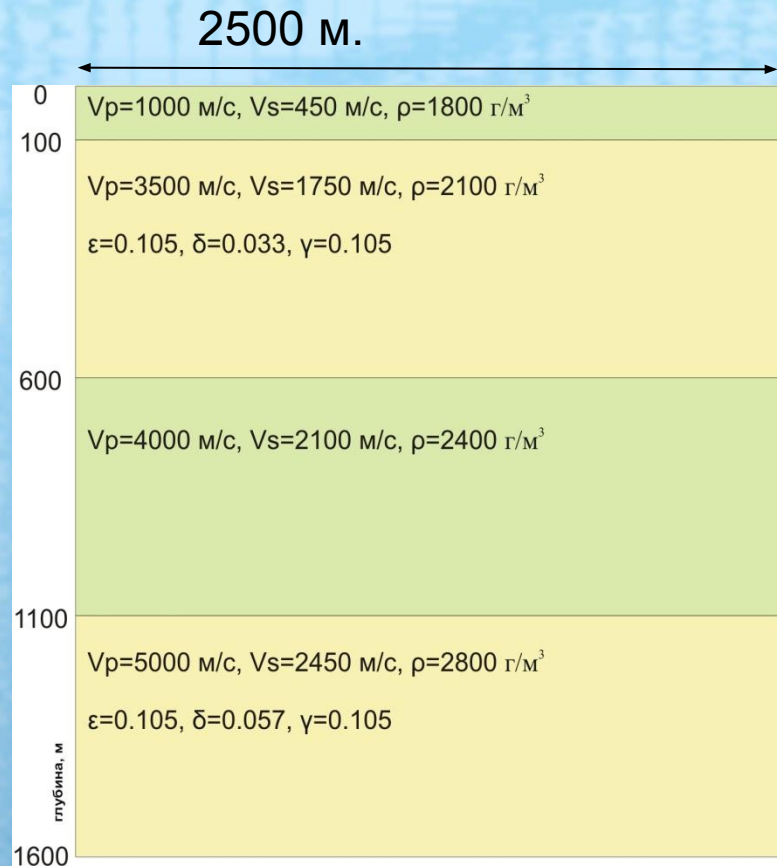 2500 м.
0
Vp=1000 м/с, Vs=450 м/с, ρ=1800 г/м³
100
Vp=3500 м/с, Vs=1750 м/с, ρ=2100 г/м³
ε=0.105, δ=0.033, γ=0.105
600
Vp=4000 м/с, Vs=2100 м/с, ρ=2400 г/м³
1100
Vp=5000 м/с, Vs=2450 м/с, ρ=2800 г/м³
ε=0.105, δ=0.057, γ=0.105
глубина, м
1600